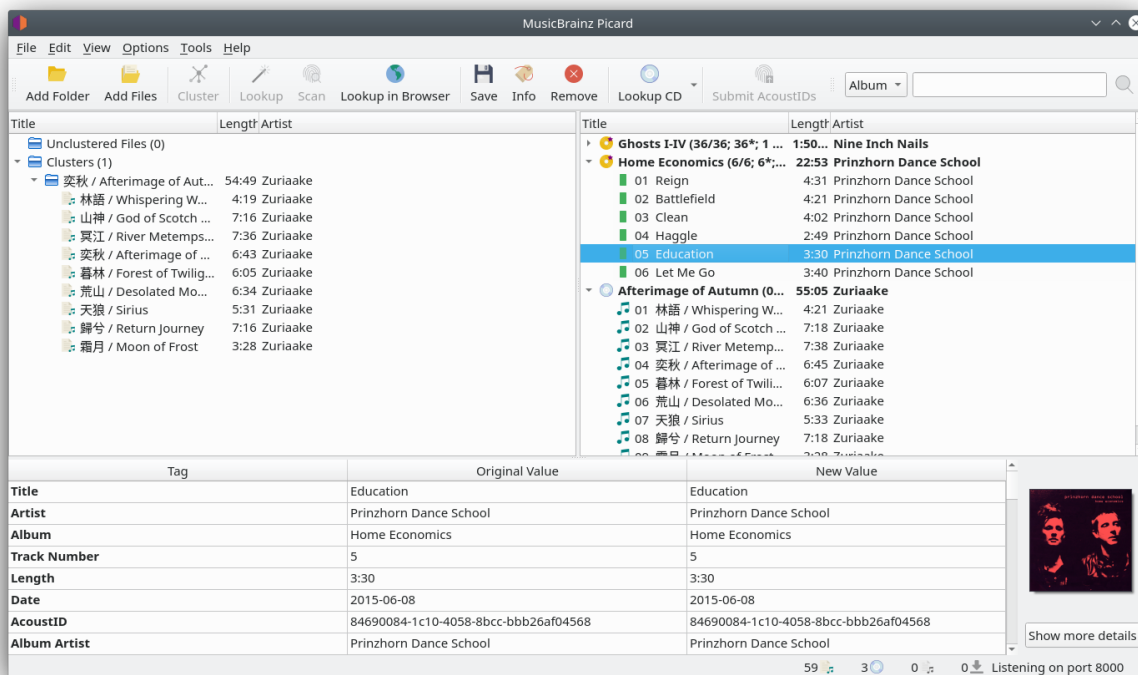 MusicBrainz Picard
File Edit View Options Tools Help
Add Folder Add Files Cluster Lookup Scan Lookup in Browser Save Info Remove Lookup CD Submit AcoustIDs Album
Title Length Artist
Unclustered Files (0)
Clusters (1)
奕秋 / Afterimage of Aut... 54:49 Zuriaake
林語 / Whispering W... 4:19 Zuriaake
山神 / God of Scotch ... 7:16 Zuriaake
冥江 / River Metemps... 7:36 Zuriaake
奕秋 / Afterimage of ... 6:43 Zuriaake
暮林 / Forest of Twilig... 6:05 Zuriaake
荒山 / Desolated Mo... 6:34 Zuriaake
天狼 / Sirius 5:31 Zuriaake
歸兮 / Return Journey 7:16 Zuriaake
霜月 / Moon of Frost 3:28 Zuriaake
Title Length Artist
Ghosts I-IV (36/36; 36*; 1 ... 1:50... Nine Inch Nails
Home Economics (6/6; 6*;... 22:53 Prinzhorn Dance School
01 Reign 4:31 Prinzhorn Dance School
02 Battlefield 4:21 Prinzhorn Dance School
03 Clean 4:02 Prinzhorn Dance School
04 Haggle 2:49 Prinzhorn Dance School
05 Education 3:30 Prinzhorn Dance School
06 Let Me Go 3:40 Prinzhorn Dance School
Afterimage of Autumn (0... 55:05 Zuriaake
01 林語 / Whispering W... 4:21 Zuriaake
02 山神 / God of Scotch ... 7:18 Zuriaake
03 冥江 / River Metemp... 7:38 Zuriaake
04 奕秋 / Afterimage of ... 6:45 Zuriaake
05 暮林 / Forest of Twili... 6:07 Zuriaake
06 荒山 / Desolated Mo... 6:36 Zuriaake
07 天狼 / Sirius 5:33 Zuriaake
08 歸兮 / Return Journey 7:18 Zuriaake
Tag Original Value New Value
Title Education Education
Artist Prinzhorn Dance School Prinzhorn Dance School
Album Home Economics Home Economics
Track Number 5 5
Length 3:30 3:30
Date 2015-06-08 2015-06-08
AcoustID 84690084-1c10-4058-8bcc-bbb26af04568 84690084-1c10-4058-8bcc-bbb26af04568
Album Artist Prinzhorn Dance School Prinzhorn Dance School
prinzhorn dance school
home economics
Show more details
59 3 0 0 Listening on port 8000